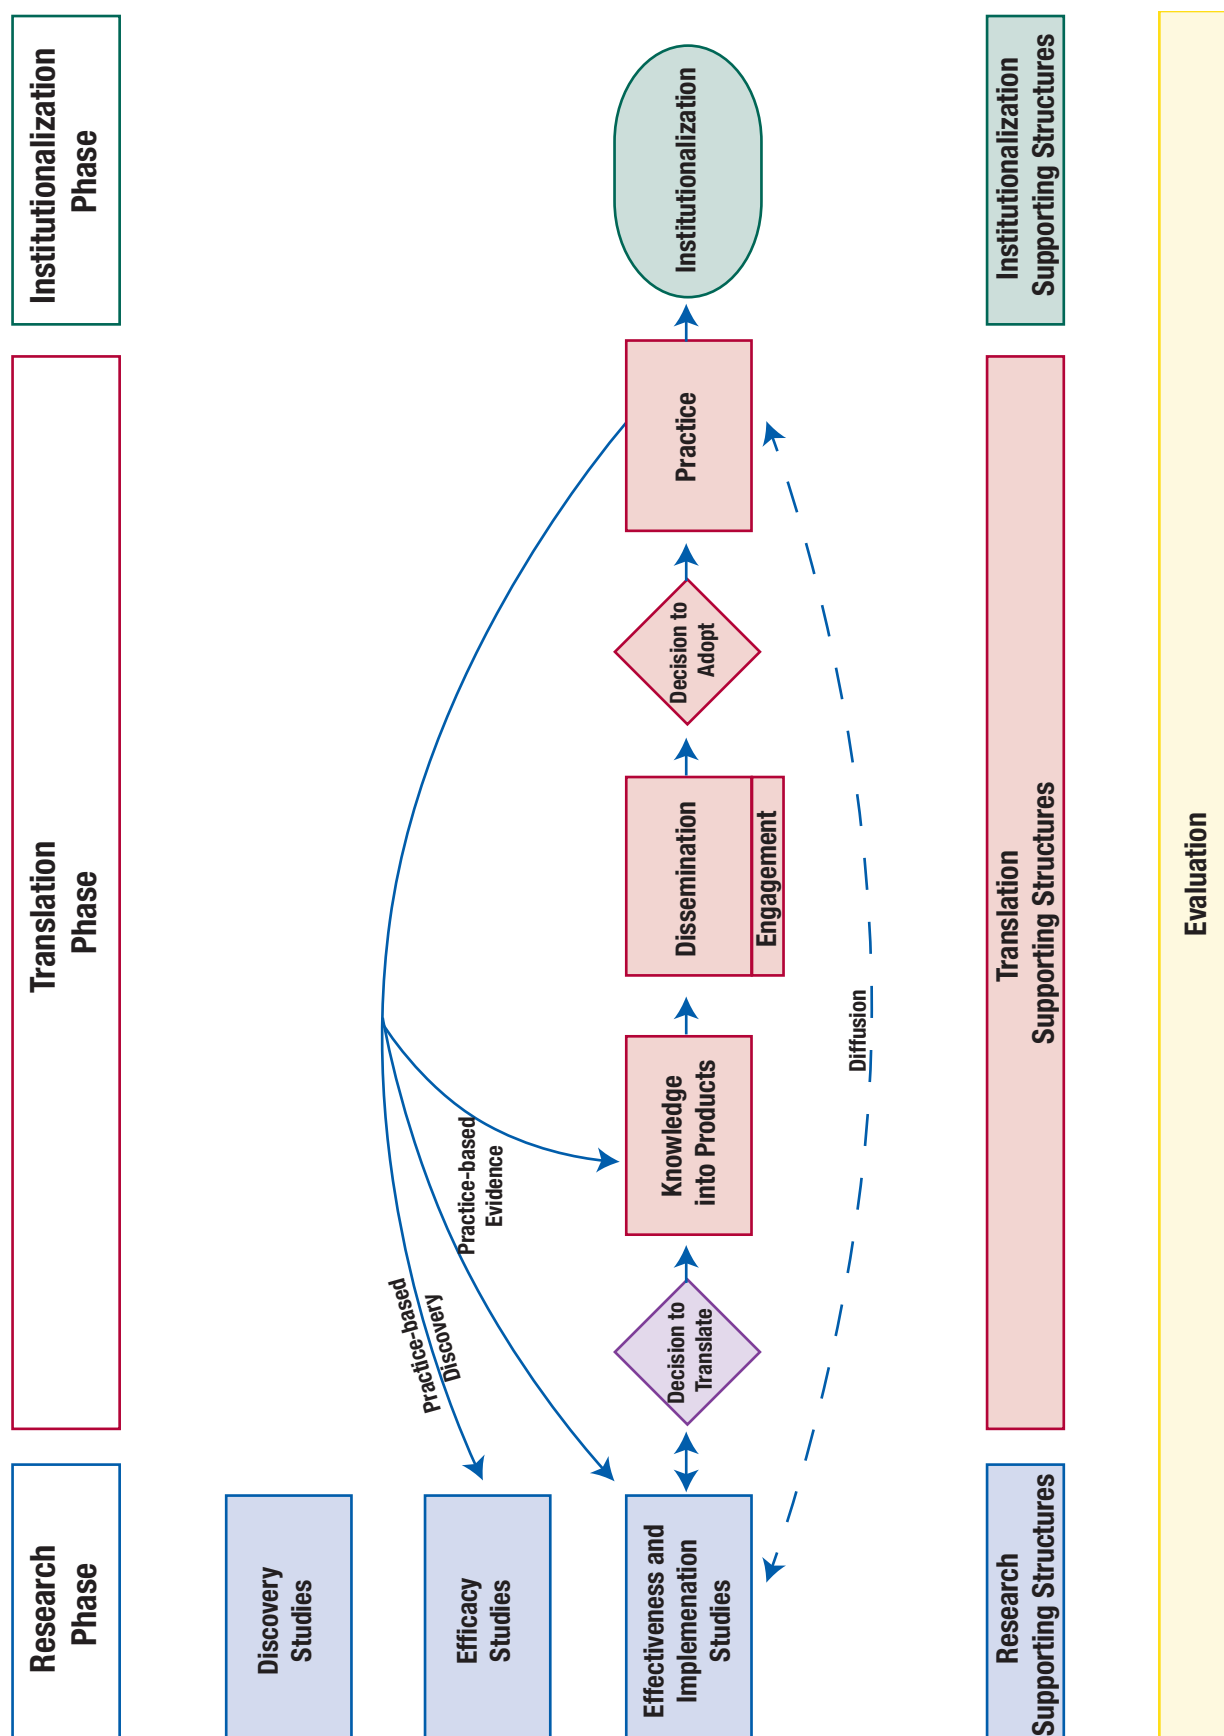 Research
Phase
Translation
Phase
Institutionalization
Phase
Discovery
Studies
Efficacy
Studies
Practice-based
Discovery
Practice-based
Evidence
Effectiveness and
Implemenation
Studies
Decision to
Translate
Knowledge
into Products
Dissemination
Engagement
Decision to
Adopt
Practice
Institutionalization
Diffusion
Research
Supporting Structures
Translation
Supporting Structures
Institutionalization
Supporting Structures
Evaluation